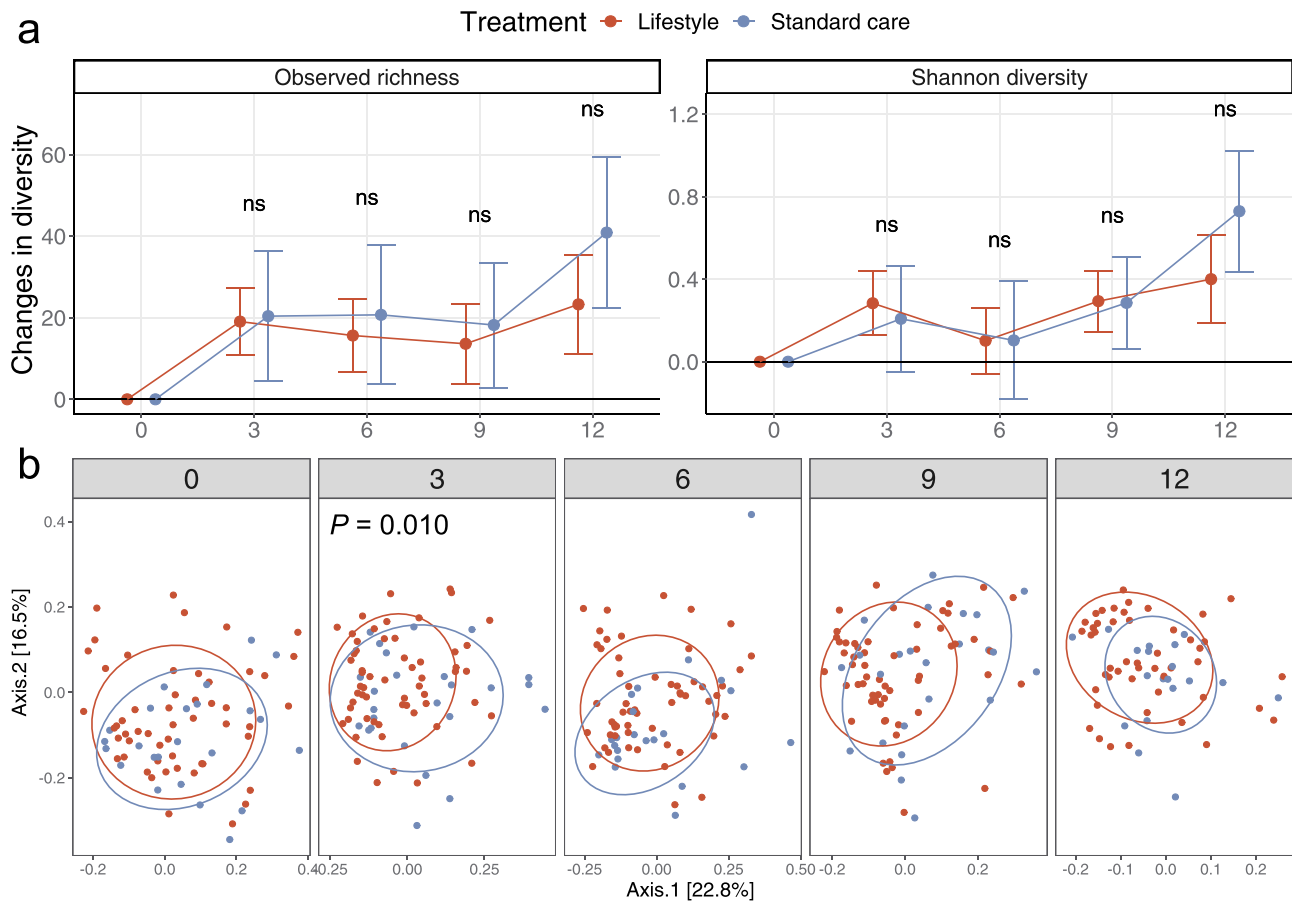 a
Treatment Lifestyle Standard care
Observed richness
Shannon diversity
Changes in diversity
60
40
20
0
ns ns ns ns
0 3 6 9 12
1.2
0.8
0.4
0.0
ns ns ns ns
0 3 6 9 12
b
0 3 6 9 12
P = 0.010
Axis.2 [16.5%]
0.4
0.2
0.0
-0.2
-0.2 0.0 0.2 0.4
-0.25 0.00 0.25
-0.25 0.00 0.25 0.50
0.0 0.2
-0.2 -0.1 0.0 0.1 0.2
Axis.1 [22.8%]